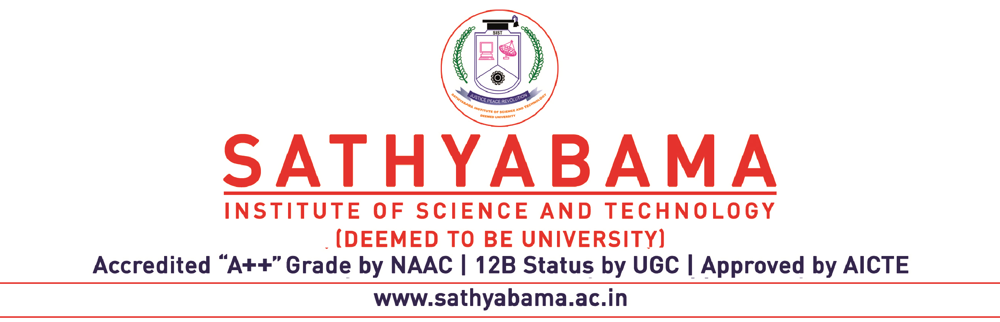 SIST
JUSTICE PEACE REVOLUTION
SATHYABAMA INSTITUTE OF SCIENCE AND TECHNOLOGY
DEEMED UNIVERSITY
SATHYABAMA
INSTITUTE OF SCIENCE AND TECHNOLOGY
(DEEMED TO BE UNIVERSITY)
Accredited “A++” Grade by NAAC | 12B Status by UGC | Approved by AICTE
www.sathyabama.ac.in